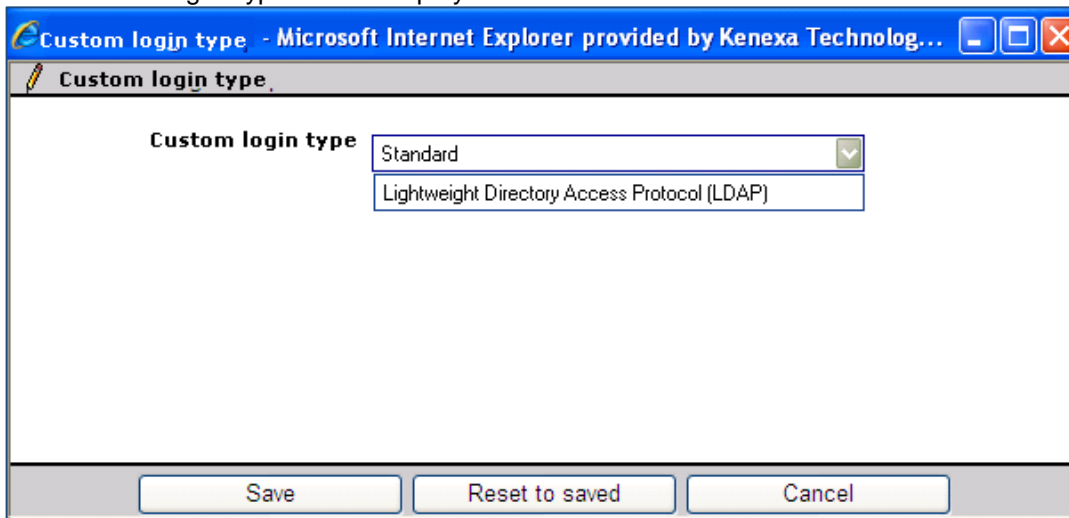 Custom login type - Microsoft Internet Explorer provided by Kenexa Technolog...
Custom login type
Custom login type
Standard
Lightweight Directory Access Protocol (LDAP)
Save Reset to saved Cancel